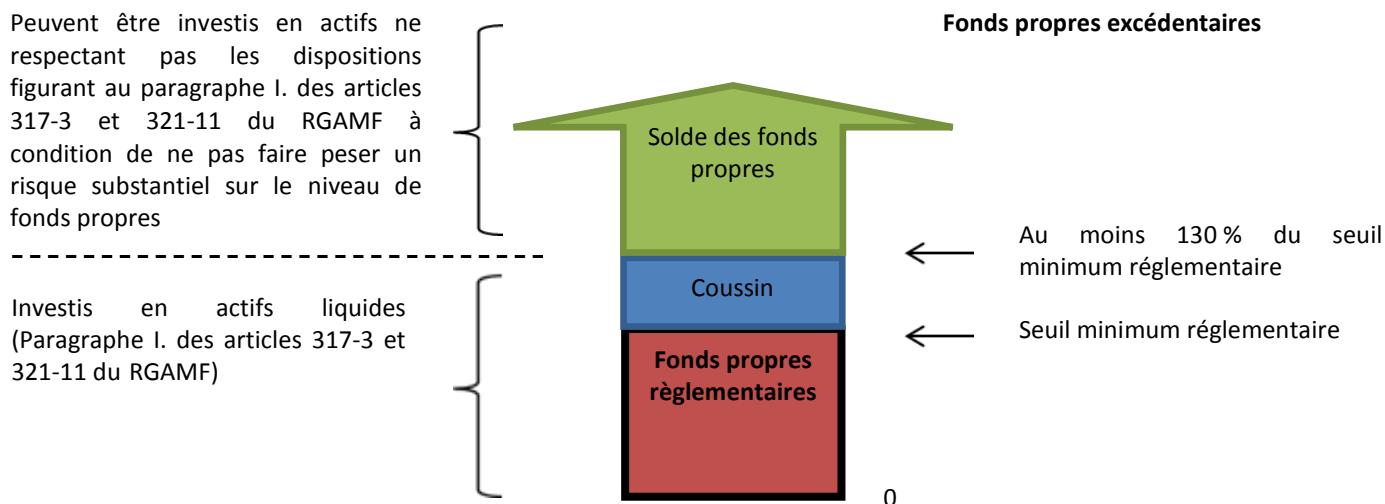 Peuvent être investis en actifs ne
respectant pas les dispositions
figurant au paragraphe I. des articles
317-3 et 321-11 du RGAMF à
condition de ne pas faire peser un
risque substantiel sur le niveau de
fonds propres
Fonds propres excédentaires
Solde des fonds
propres
Au moins 130 % du seuil
minimum réglementaire
Coussin
Investis en actifs liquides
(Paragraphe I. des articles 317-3 et
321-11 du RGAMF)
Seuil minimum réglementaire
Fonds propres
règlementaires
0